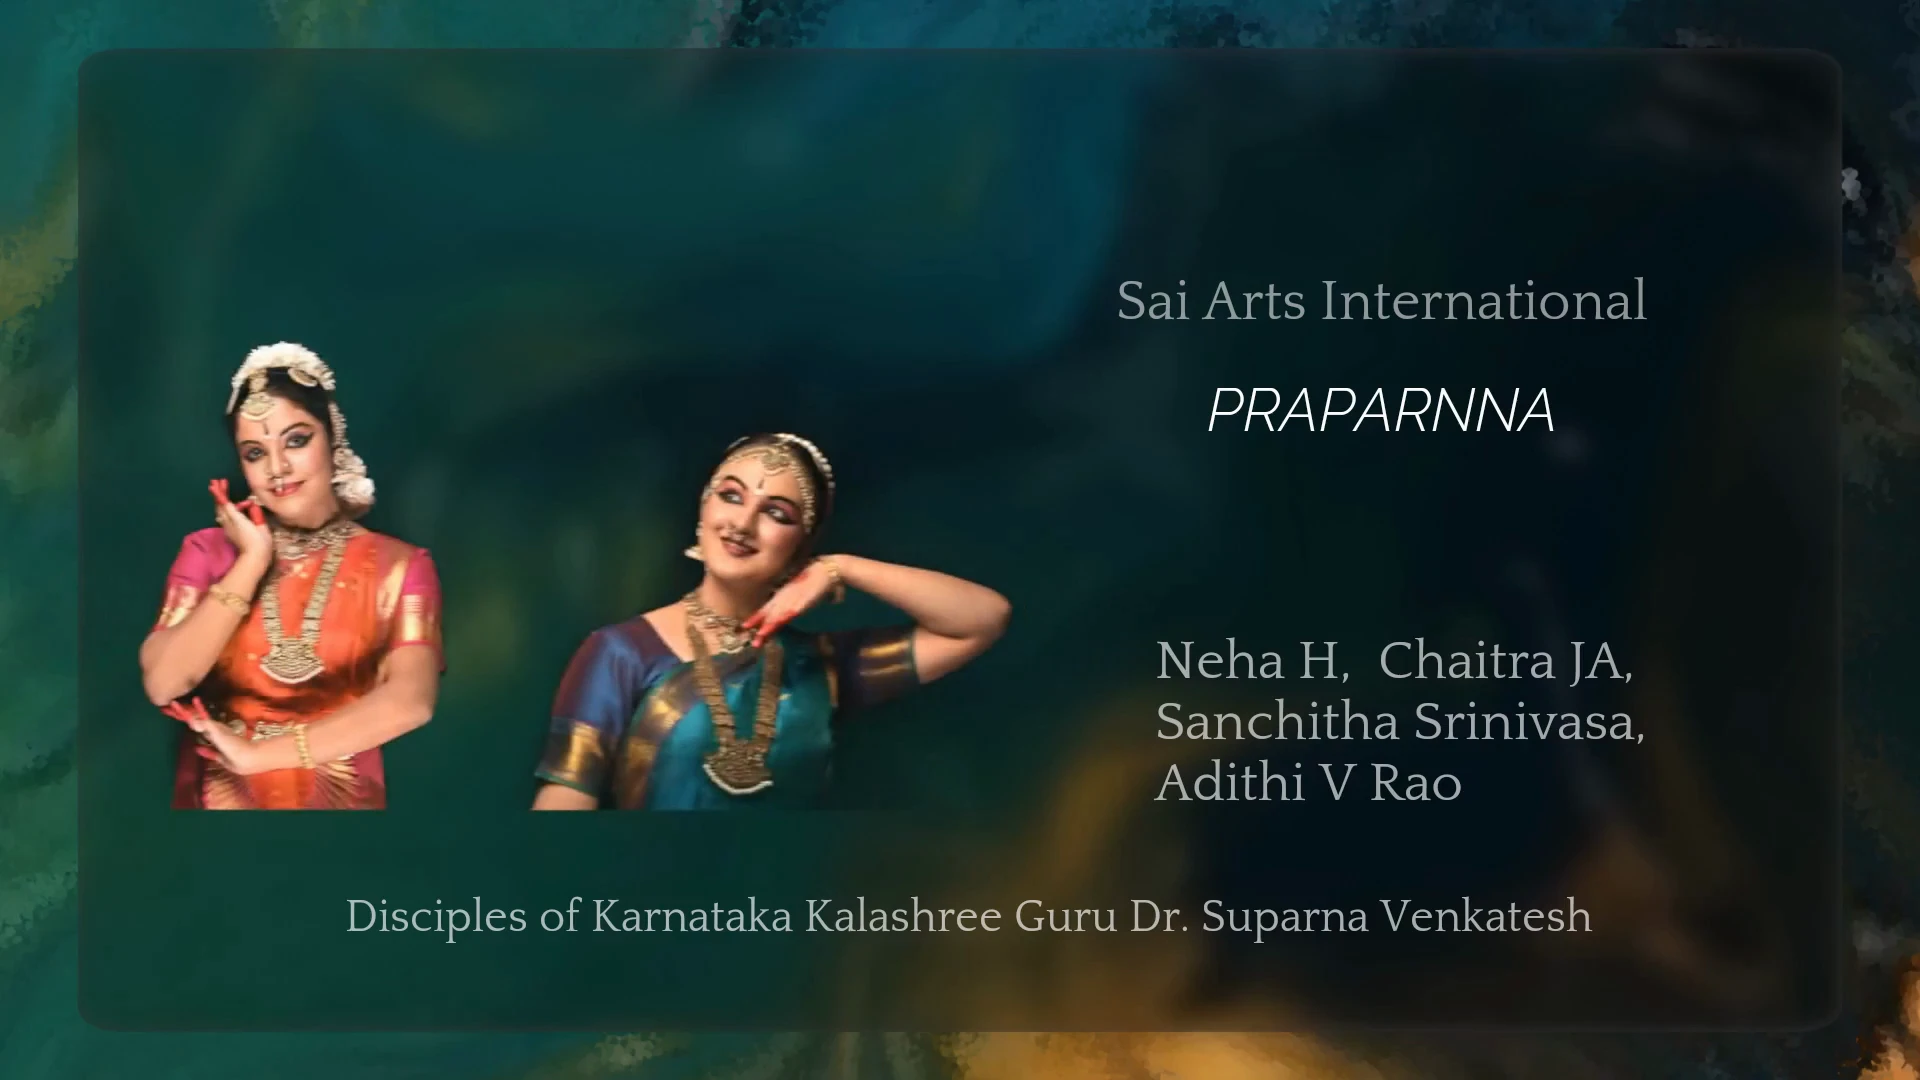 Sai Arts International
PRAPARNNA
Neha H,  Chaitra JA,
Sanchitha Srinivasa,
Adithi V Rao
Disciples of Karnataka Kalashree Guru Dr. Suparna Venkatesh